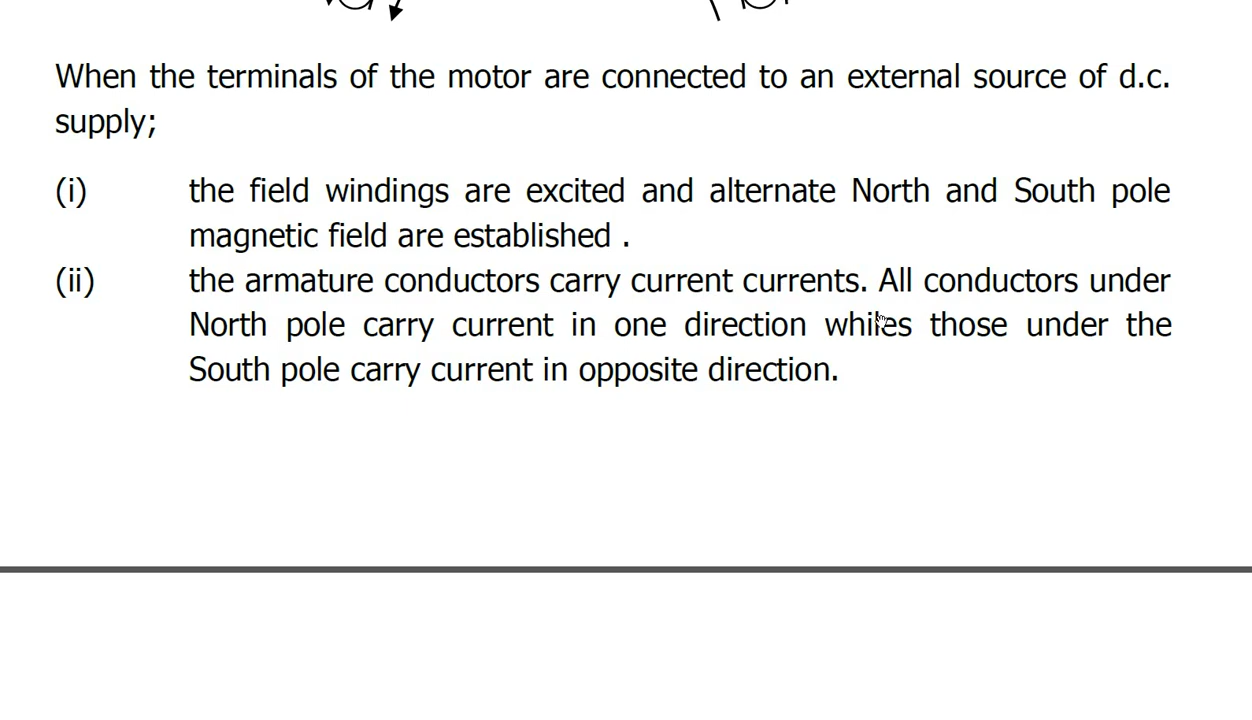 When the terminals of the motor are connected to an external source of d.c.
supply;
(i) the field windings are excited and alternate North and South pole
magnetic field are established .
(ii) the armature conductors carry current currents. All conductors under
North pole carry current in one direction whiles those under the
South pole carry current in opposite direction.